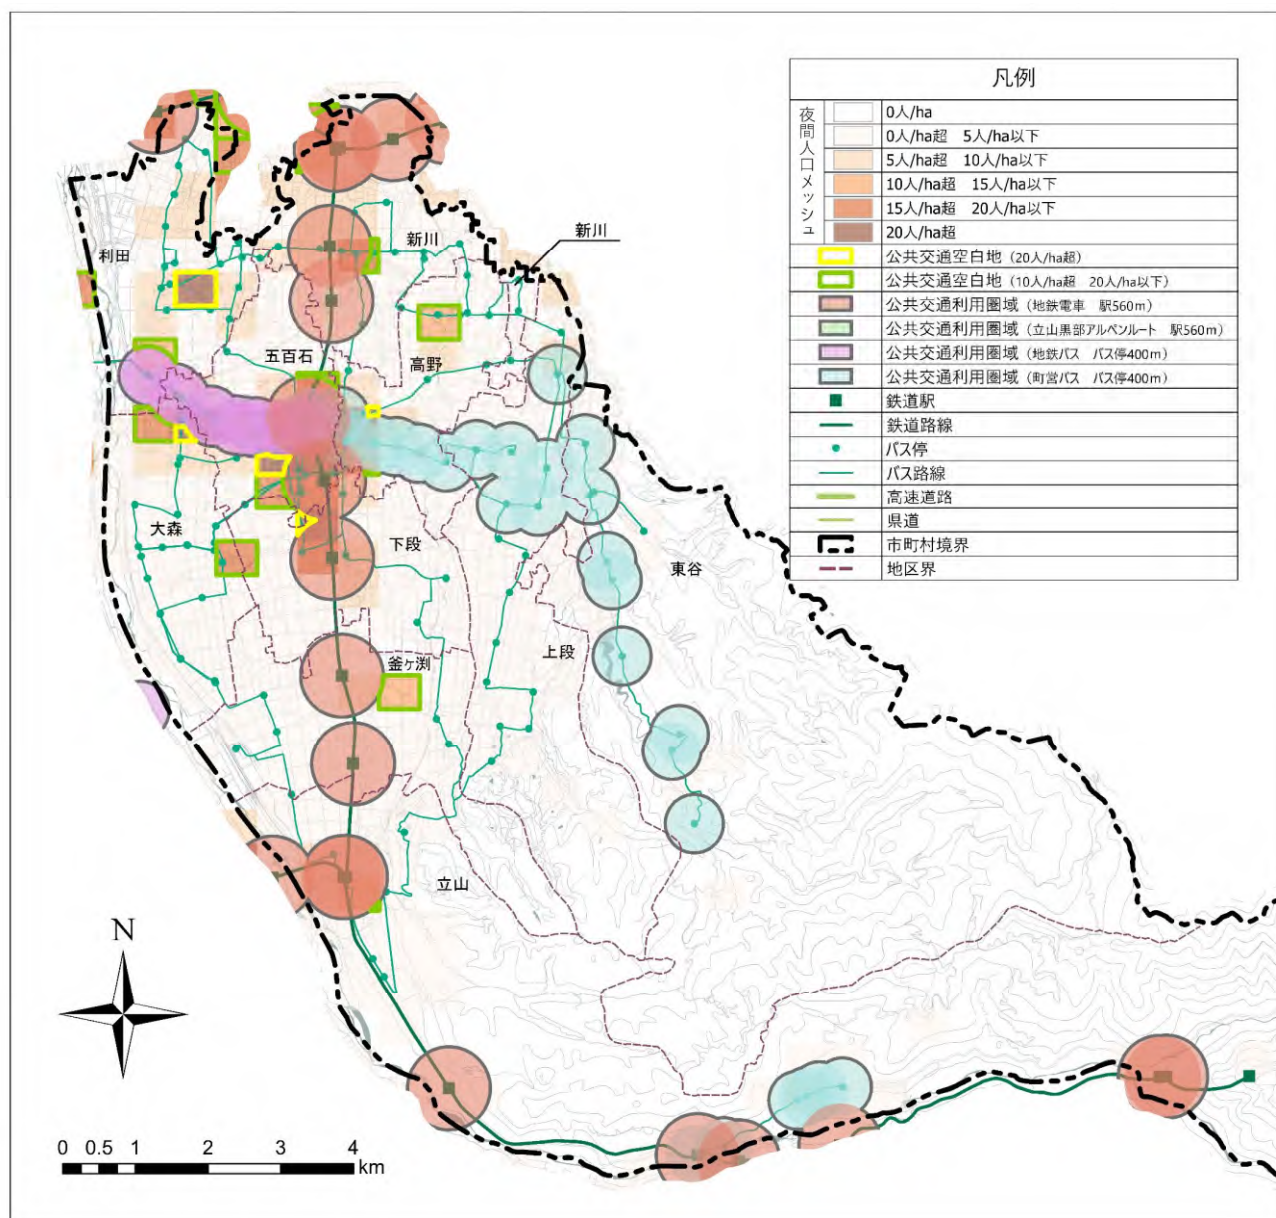 凡例
夜間人口メッシュ
0人/ha
0人/ha超 5人/ha以下
5人/ha超 10人/ha以下
10人/ha超 15人/ha以下
15人/ha超 20人/ha以下
20人/ha超
公共交通空白地（20人/ha超）
公共交通空白地（10人/ha超 20人/ha以下）
公共交通利用圏域（地鉄電車 駅560m）
公共交通利用圏域（立山黒部アルペンルート 駅560m）
公共交通利用圏域（地鉄バス バス停400m）
公共交通利用圏域（町営バス バス停400m）
鉄道駅
鉄道路線
バス停
バス路線
高速道路
県道
市町村境界
地区界
利田
新川
新川
五百石
高野
大森
下段
東谷
上段
釜ヶ渕
立山
N
0 0.5 1 2 3 4
km